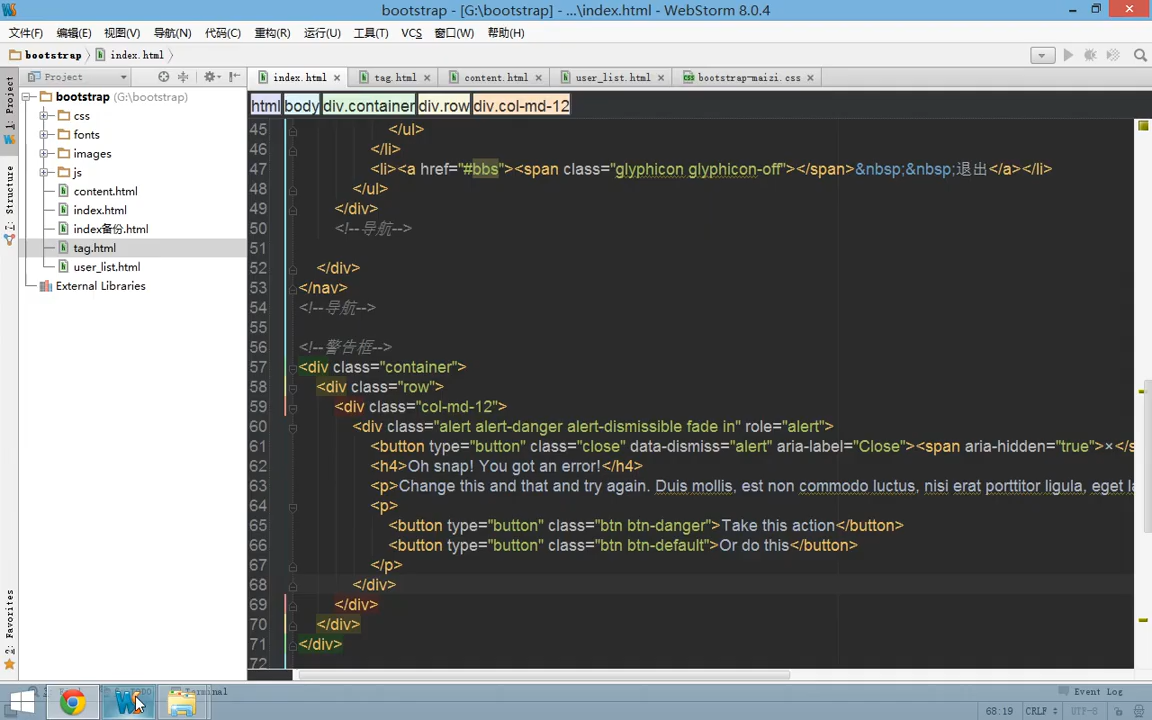 bootstrap - [G:\bootstrap] - ...\index.html - WebStorm 8.0.4
文件(F) 编辑(E) 视图(V) 导航(N) 代码(C) 重构(R) 运行(U) 工具(T) VCS 窗口(W) 帮助(H)
bootstrap index.html
Project index.html tag.html content.html user_list.html bootstrap-maizi.css
html body div.container div.row div.col-md-12
1: Project
7: Structure
2: Favorites
bootstrap (G:\bootstrap)
css
fonts
images
js
content.html
index.html
index备份.html
tag.html
user_list.html
External Libraries
45 </ul>
46 </li>
47 <li><a href="#bbs"><span class="glyphicon glyphicon-off"></span>&nbsp;&nbsp;退出</a></li>
48 </ul>
49 </div>
50 <!--导航-->
51
52 </div>
53 </nav>
54 <!--导航-->
55
56 <!--警告框-->
57 <div class="container">
58 <div class="row">
59 <div class="col-md-12">
60 <div class="alert alert-danger alert-dismissible fade in" role="alert">
61 <button type="button" class="close" data-dismiss="alert" aria-label="Close"><span aria-hidden="true">×</s
62 <h4>Oh snap! You got an error!</h4>
63 <p>Change this and that and try again. Duis mollis, est non commodo luctus, nisi erat porttitor ligula, eget la
64 <p>
65 <button type="button" class="btn btn-danger">Take this action</button>
66 <button type="button" class="btn btn-default">Or do this</button>
67 </p>
68 </div>
69 </div>
70 </div>
71 </div>
72
Terminal Event Log
68:19 CRLF UTF-8